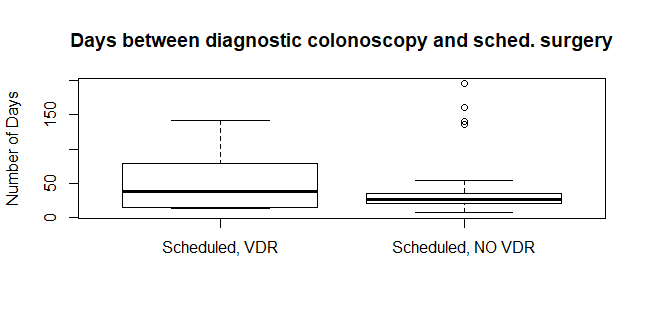 Days between diagnostic colonoscopy and sched. surgery
Number of Days
150
50
0
Scheduled, VDR
Scheduled, NO VDR